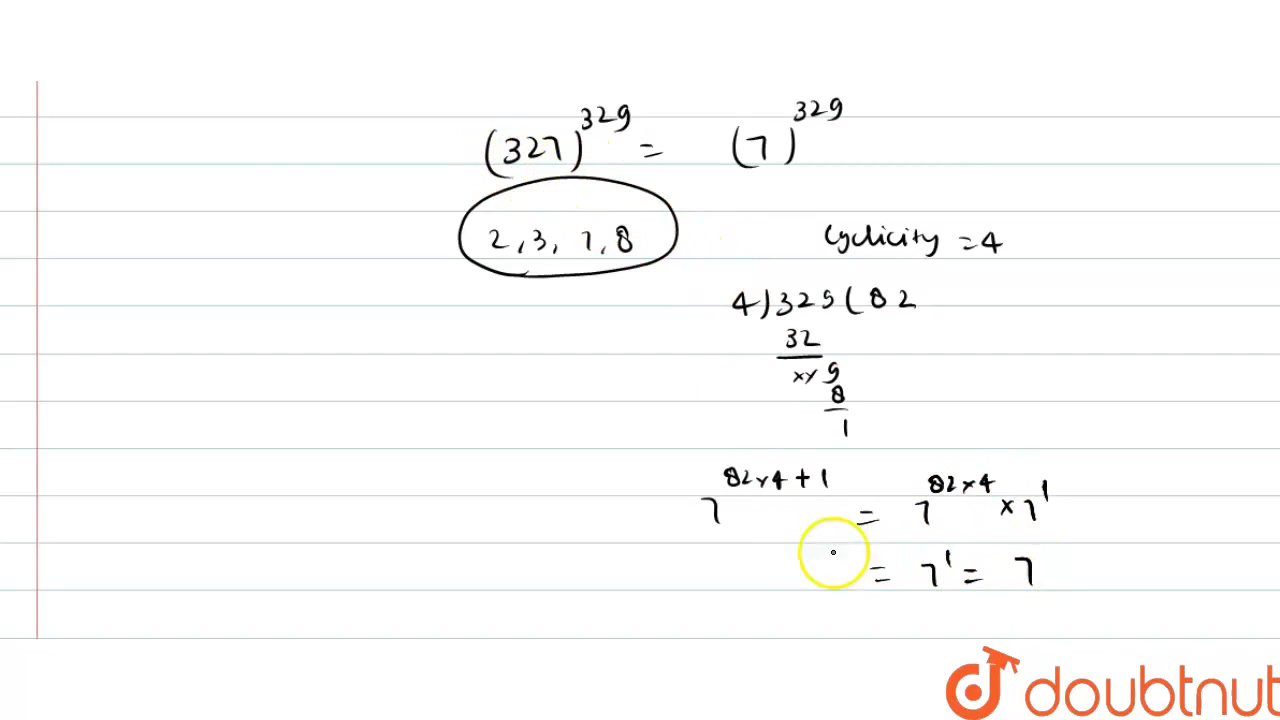 (327)^329 = (7)^329
2, 3, 7, 8
Cyclicity = 4
4)329(82
32
xx9
8
1
7^82×4+1 = 7^82×4 × 7^1
= 7^1 = 7
doubtnut